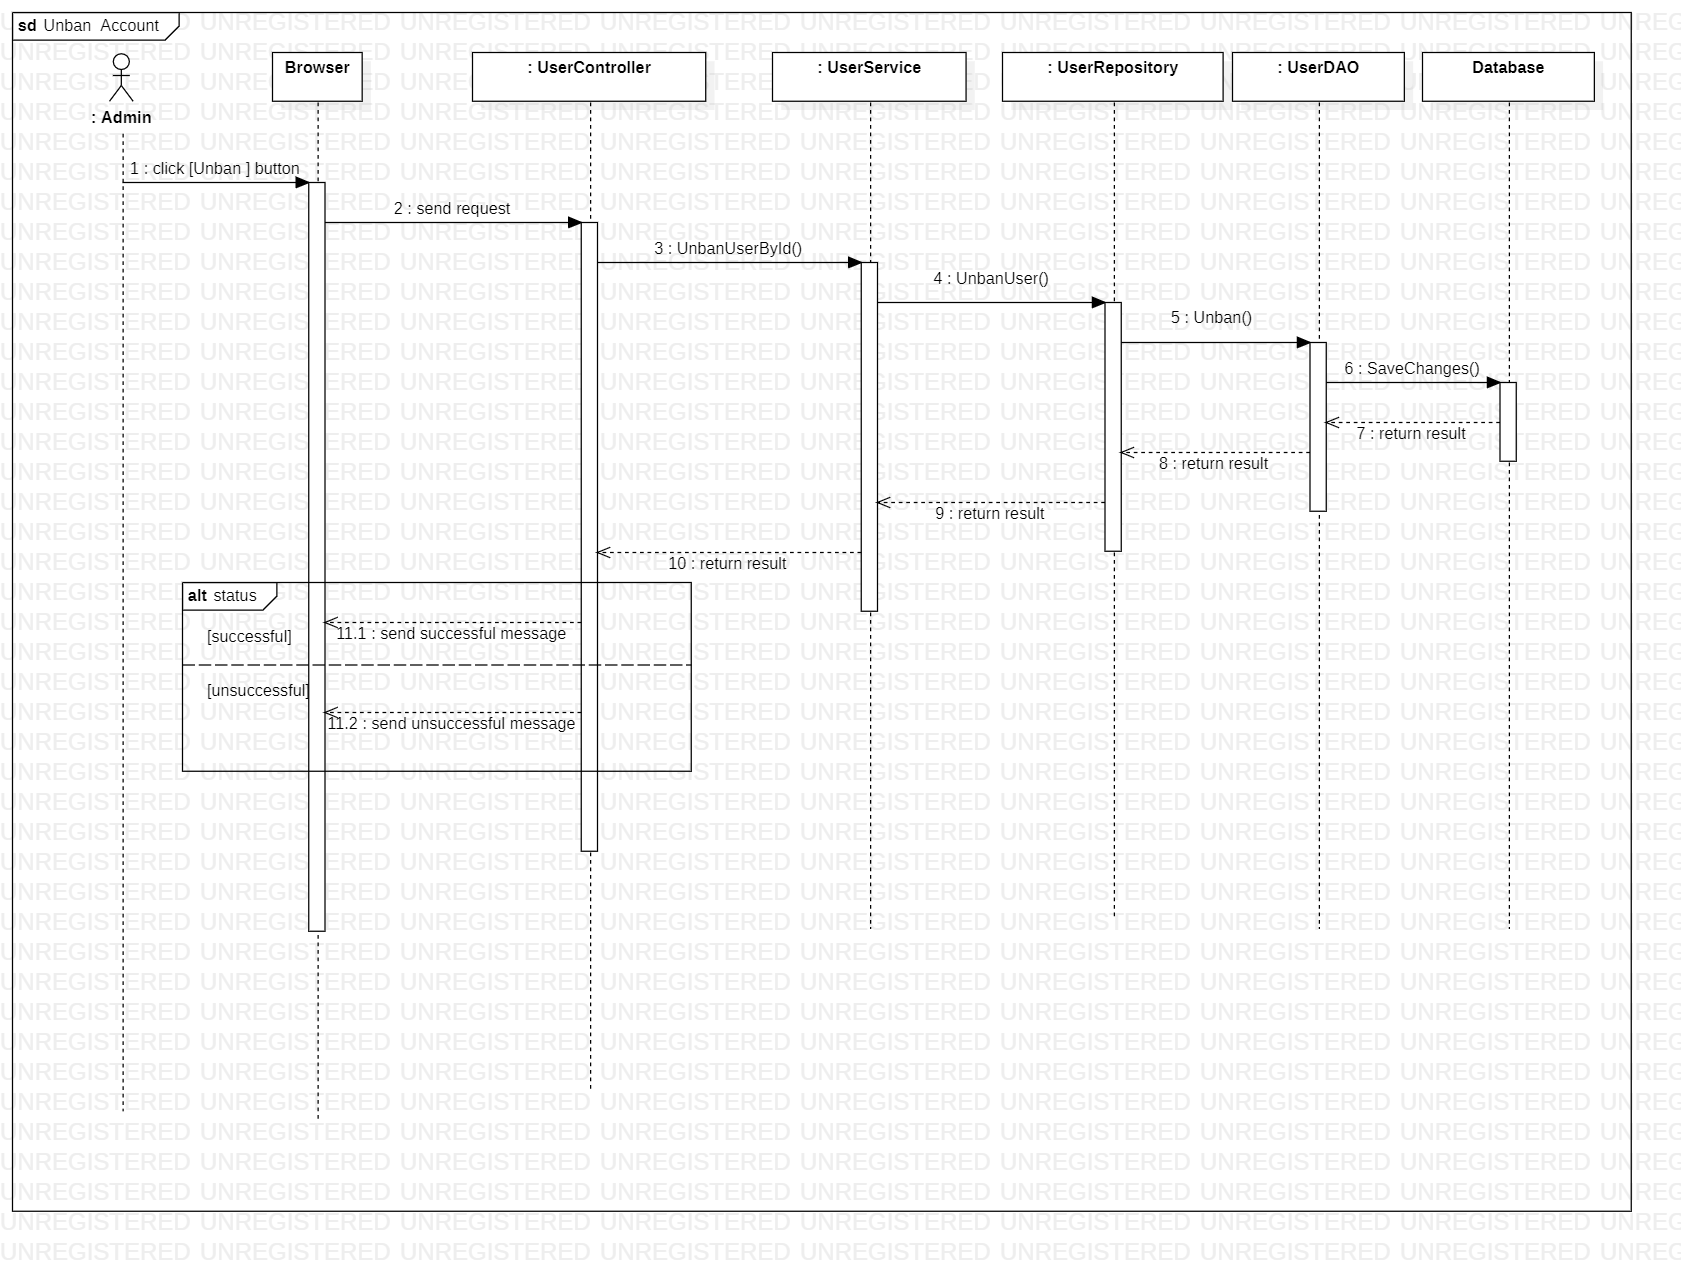 sd Unban Account
: Admin
Browser
: UserController
: UserService
: UserRepository
: UserDAO
Database
1 : click [Unban ] button
2 : send request
3 : UnbanUserById()
4 : UnbanUser()
5 : Unban()
6 : SaveChanges()
7 : return result
8 : return result
9 : return result
10 : return result
alt status
[successful]
11.1 : send successful message
[unsuccessful]
11.2 : send unsuccessful message
UNREGISTERED